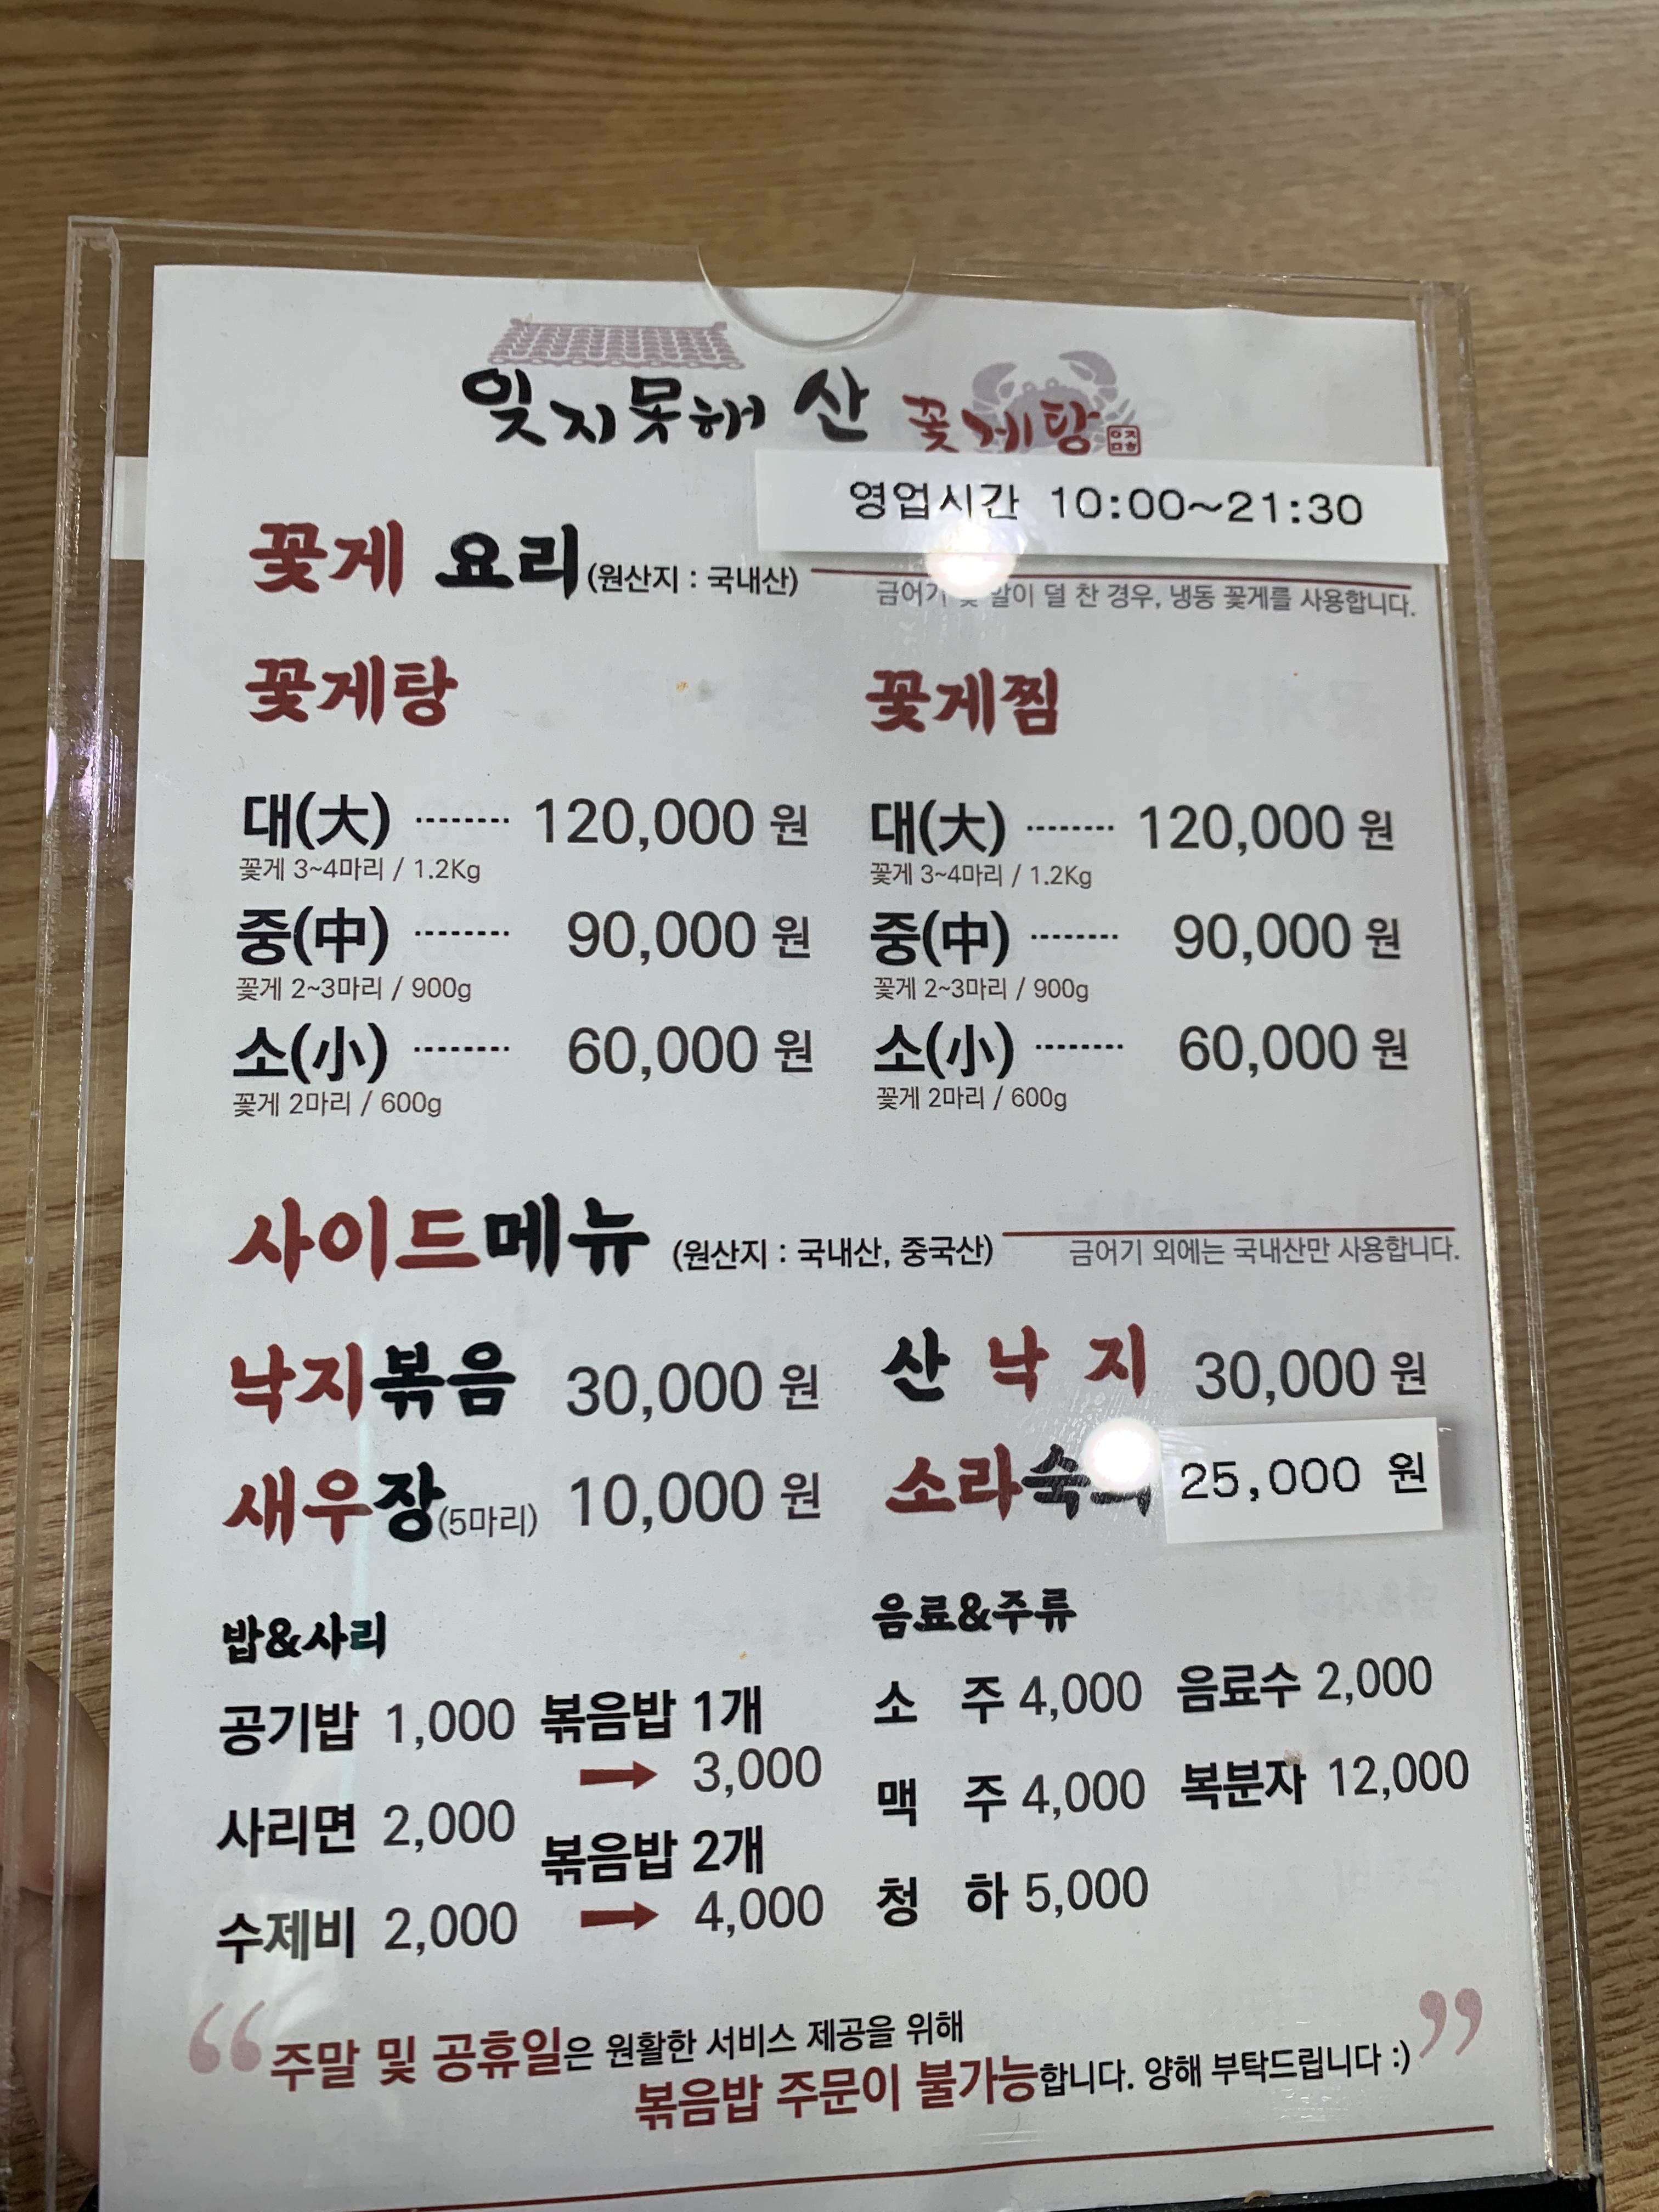 잊지못해 산 꽃게탕
영업시간 10:00~21:30
꽃게 요리(원산지 : 국내산)
금어기 알이 덜 찬 경우, 냉동 꽃게를 사용합니다.
꽃게탕
대(大) ········ 120,000 원
꽃게 3~4마리 / 1.2Kg
중(中) ········ 90,000 원
꽃게 2~3마리 / 900g
소(小) ········ 60,000 원
꽃게 2마리 / 600g
꽃게찜
대(大) ········ 120,000 원
꽃게 3~4마리 / 1.2Kg
중(中) ········ 90,000 원
꽃게 2~3마리 / 900g
소(小) ········ 60,000 원
꽃게 2마리 / 600g
사이드메뉴 (원산지 : 국내산, 중국산)
금어기 외에는 국내산만 사용합니다.
낙지볶음 30,000 원
산 낙 지 30,000 원
새우장(5마리) 10,000 원
25,000 원
밥&사리
공기밥 1,000
사리면 2,000
수제비 2,000
볶음밥 1개
→ 3,000
볶음밥 2개
→ 4,000
음료&주류
소 주 4,000 음료수 2,000
맥 주 4,000 복분자 12,000
청 하 5,000
“주말 및 공휴일은 원활한 서비스 제공을 위해
볶음밥 주문이 불가능합니다. 양해 부탁드립니다 :)”